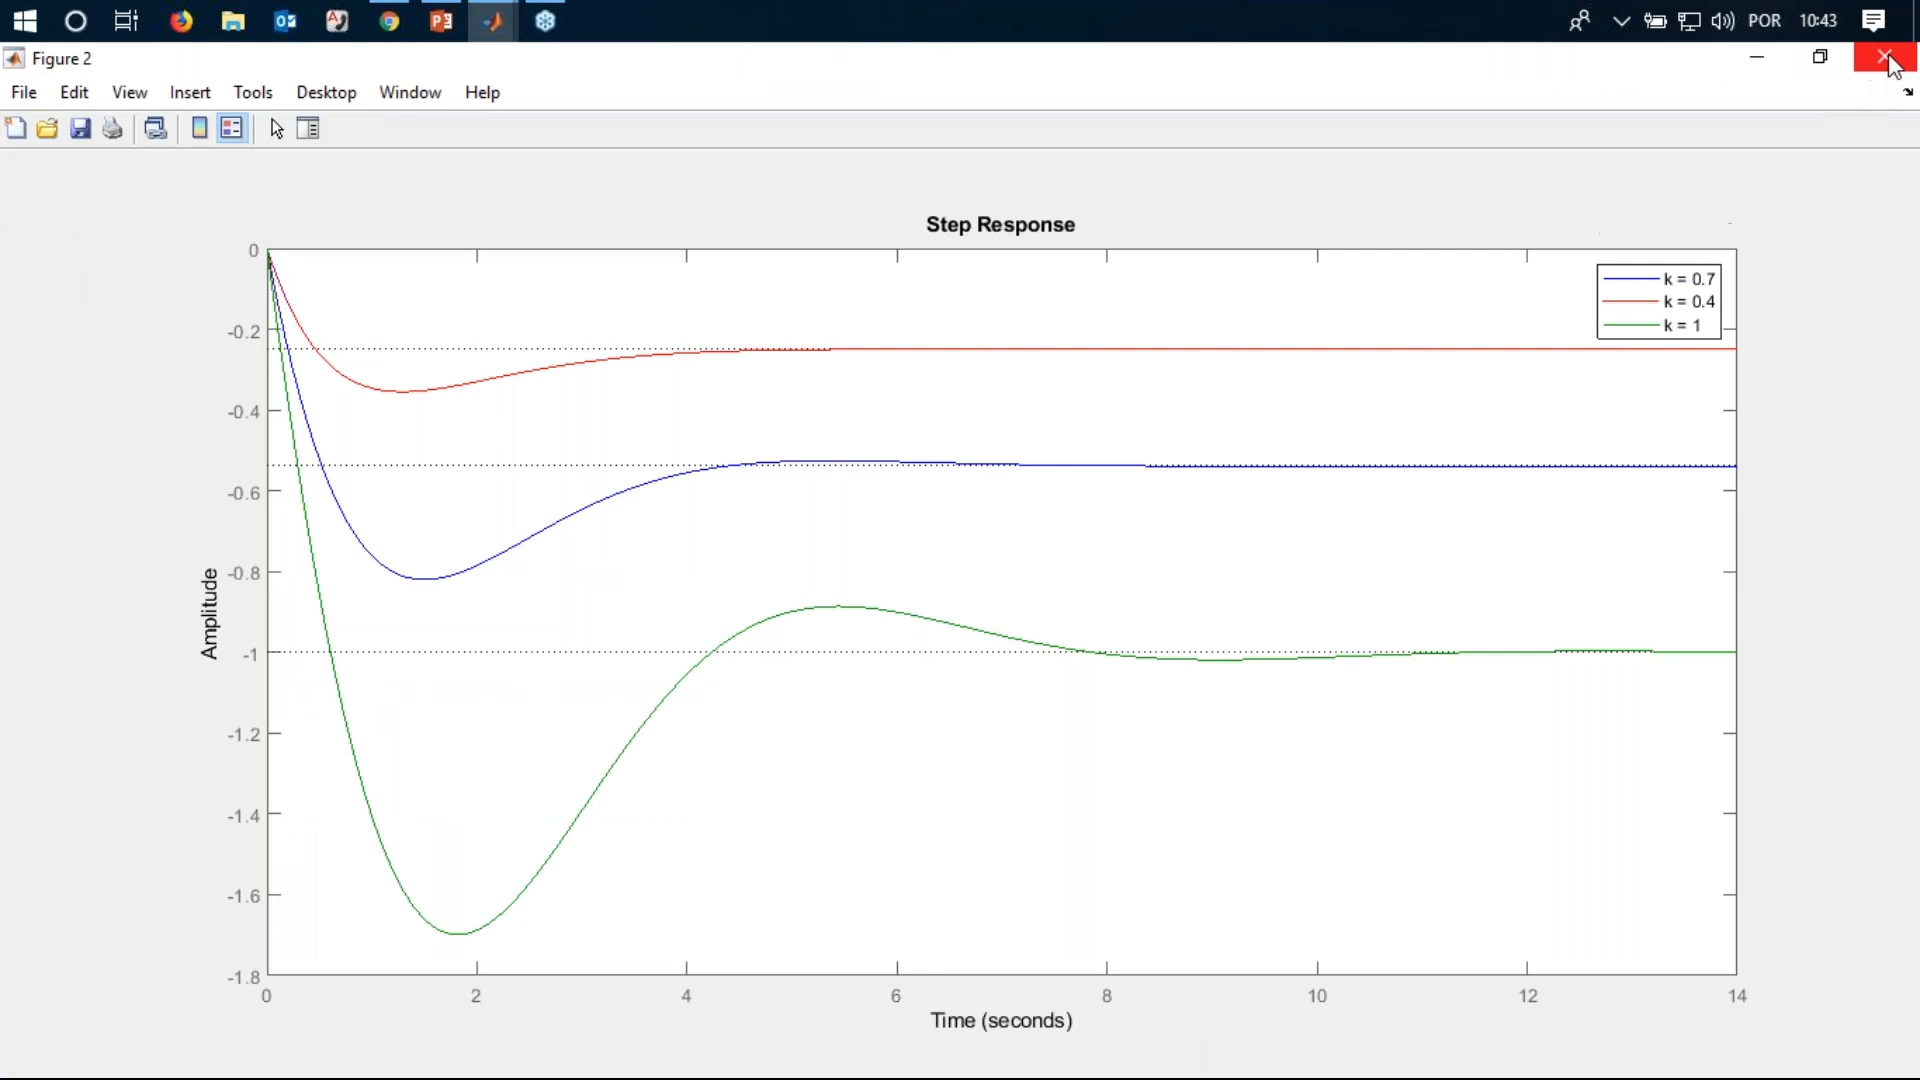 POR 10:43
Figure 2
File Edit View Insert Tools Desktop Window Help
Step Response
k = 0.7
k = 0.4
k = 1
0
-0.2
-0.4
-0.6
-0.8
-1
-1.2
-1.4
-1.6
-1.8
Amplitude
0 2 4 6 8 10 12 14
Time (seconds)